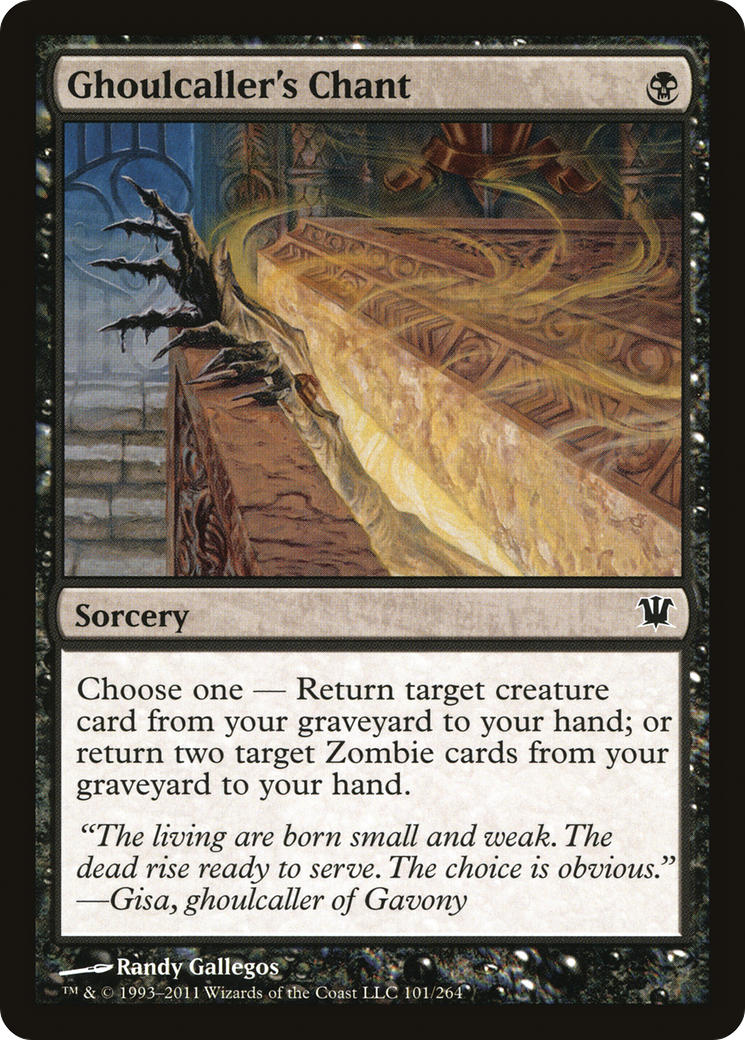 Ghoulcaller's Chant
Sorcery
Choose one — Return target creature
card from your graveyard to your hand; or
return two target Zombie cards from your
graveyard to your hand.
“The living are born small and weak. The
dead rise ready to serve. The choice is obvious.”
—Gisa, ghoulcaller of Gavony
Randy Gallegos
™ & © 1993–2011 Wizards of the Coast LLC 101/264